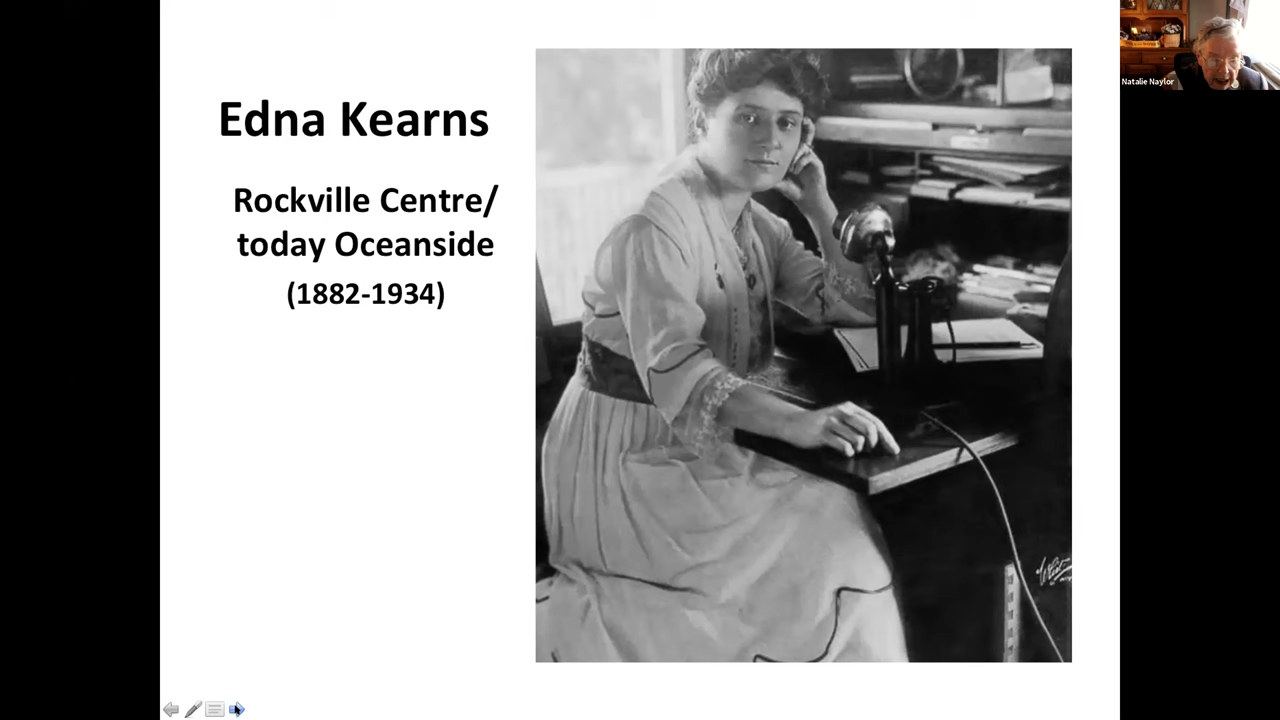 Edna Kearns
Rockville Centre/
today Oceanside
(1882-1934)
Natalie Naylor